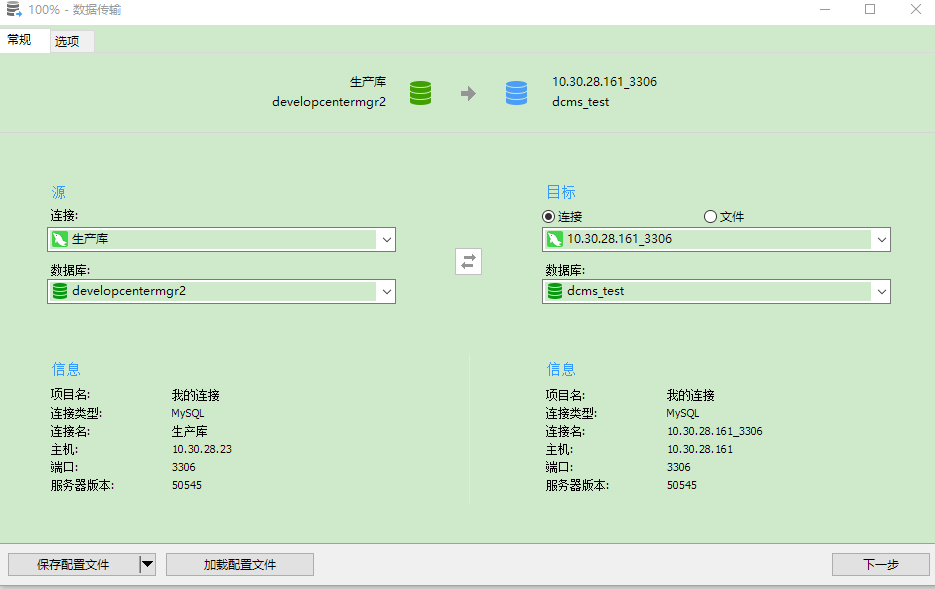 100% - 数据传输
常规 选项
生产库
developcentermgr2
10.30.28.161_3306
dcms_test
源
连接:
生产库
数据库:
developcentermgr2
目标
连接 文件
10.30.28.161_3306
数据库:
dcms_test
信息
项目名: 我的连接
连接类型: MySQL
连接名: 生产库
主机: 10.30.28.23
端口: 3306
服务器版本: 50545
信息
项目名: 我的连接
连接类型: MySQL
连接名: 10.30.28.161_3306
主机: 10.30.28.161
端口: 3306
服务器版本: 50545
保存配置文件 加载配置文件 下一步